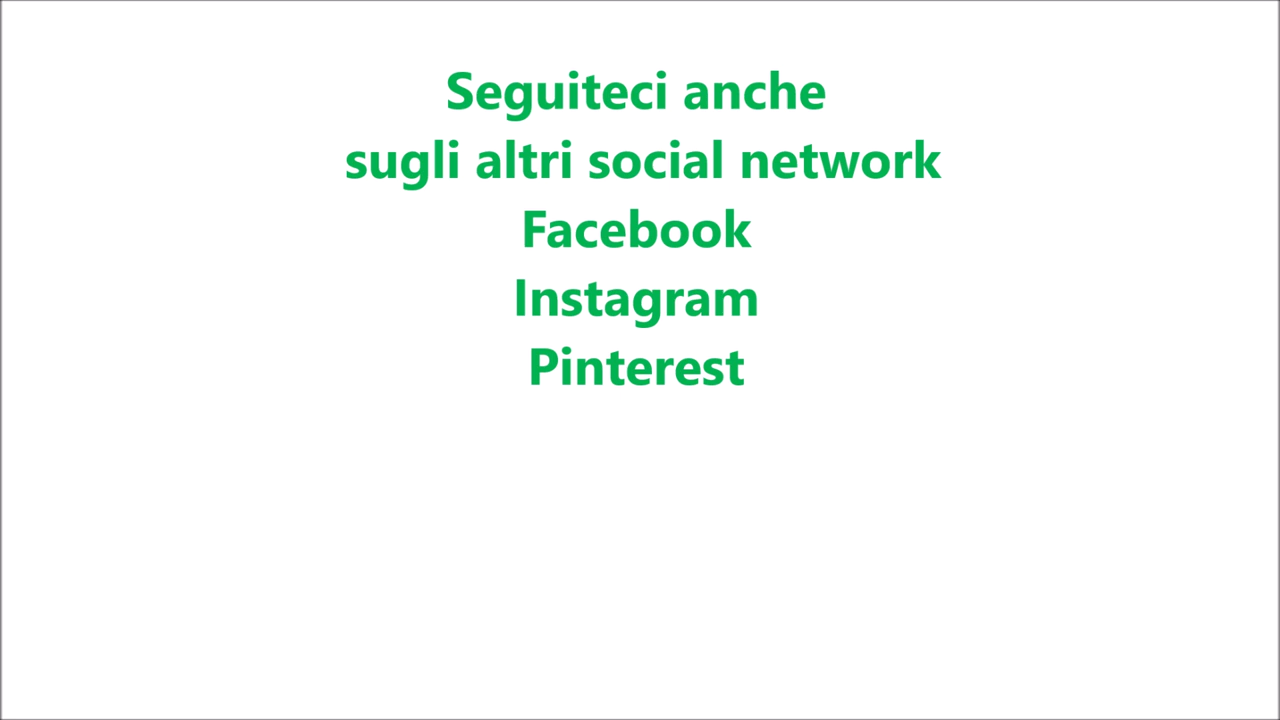 Seguiteci anche
sugli altri social network
Facebook
Instagram
Pinterest